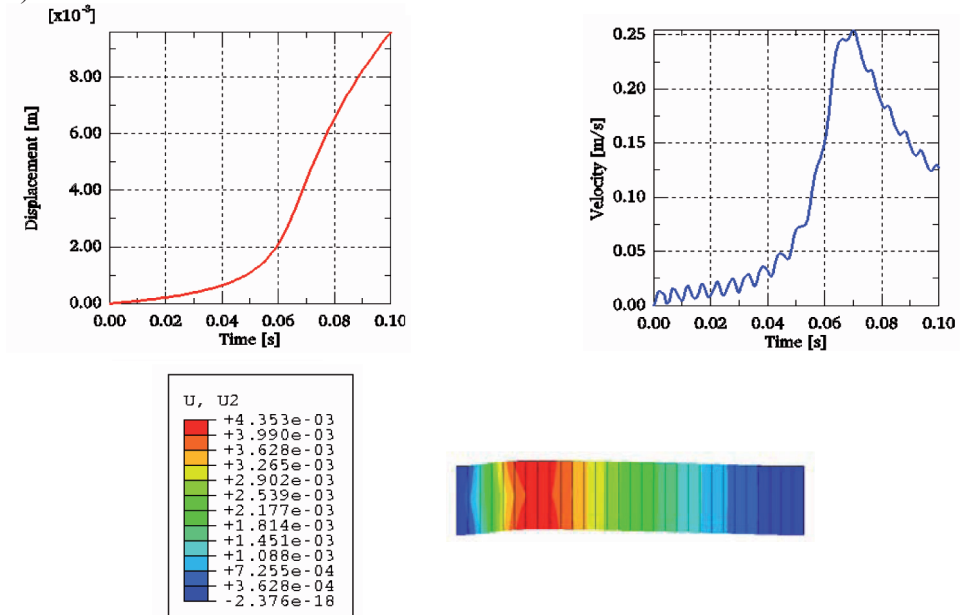 )
[x10⁻³]
8.00
6.00
4.00
2.00
0.00
Displacement [m]
0.00 0.02 0.04 0.06 0.08 0.10
Time [s]
0.25
0.20
0.15
0.10
0.05
0.00
Velocity [m/s]
0.00 0.02 0.04 0.06 0.08 0.10
Time [s]
U, U2
+4.353e-03
+3.990e-03
+3.628e-03
+3.265e-03
+2.902e-03
+2.539e-03
+2.177e-03
+1.814e-03
+1.451e-03
+1.088e-03
+7.255e-04
+3.628e-04
-2.376e-18